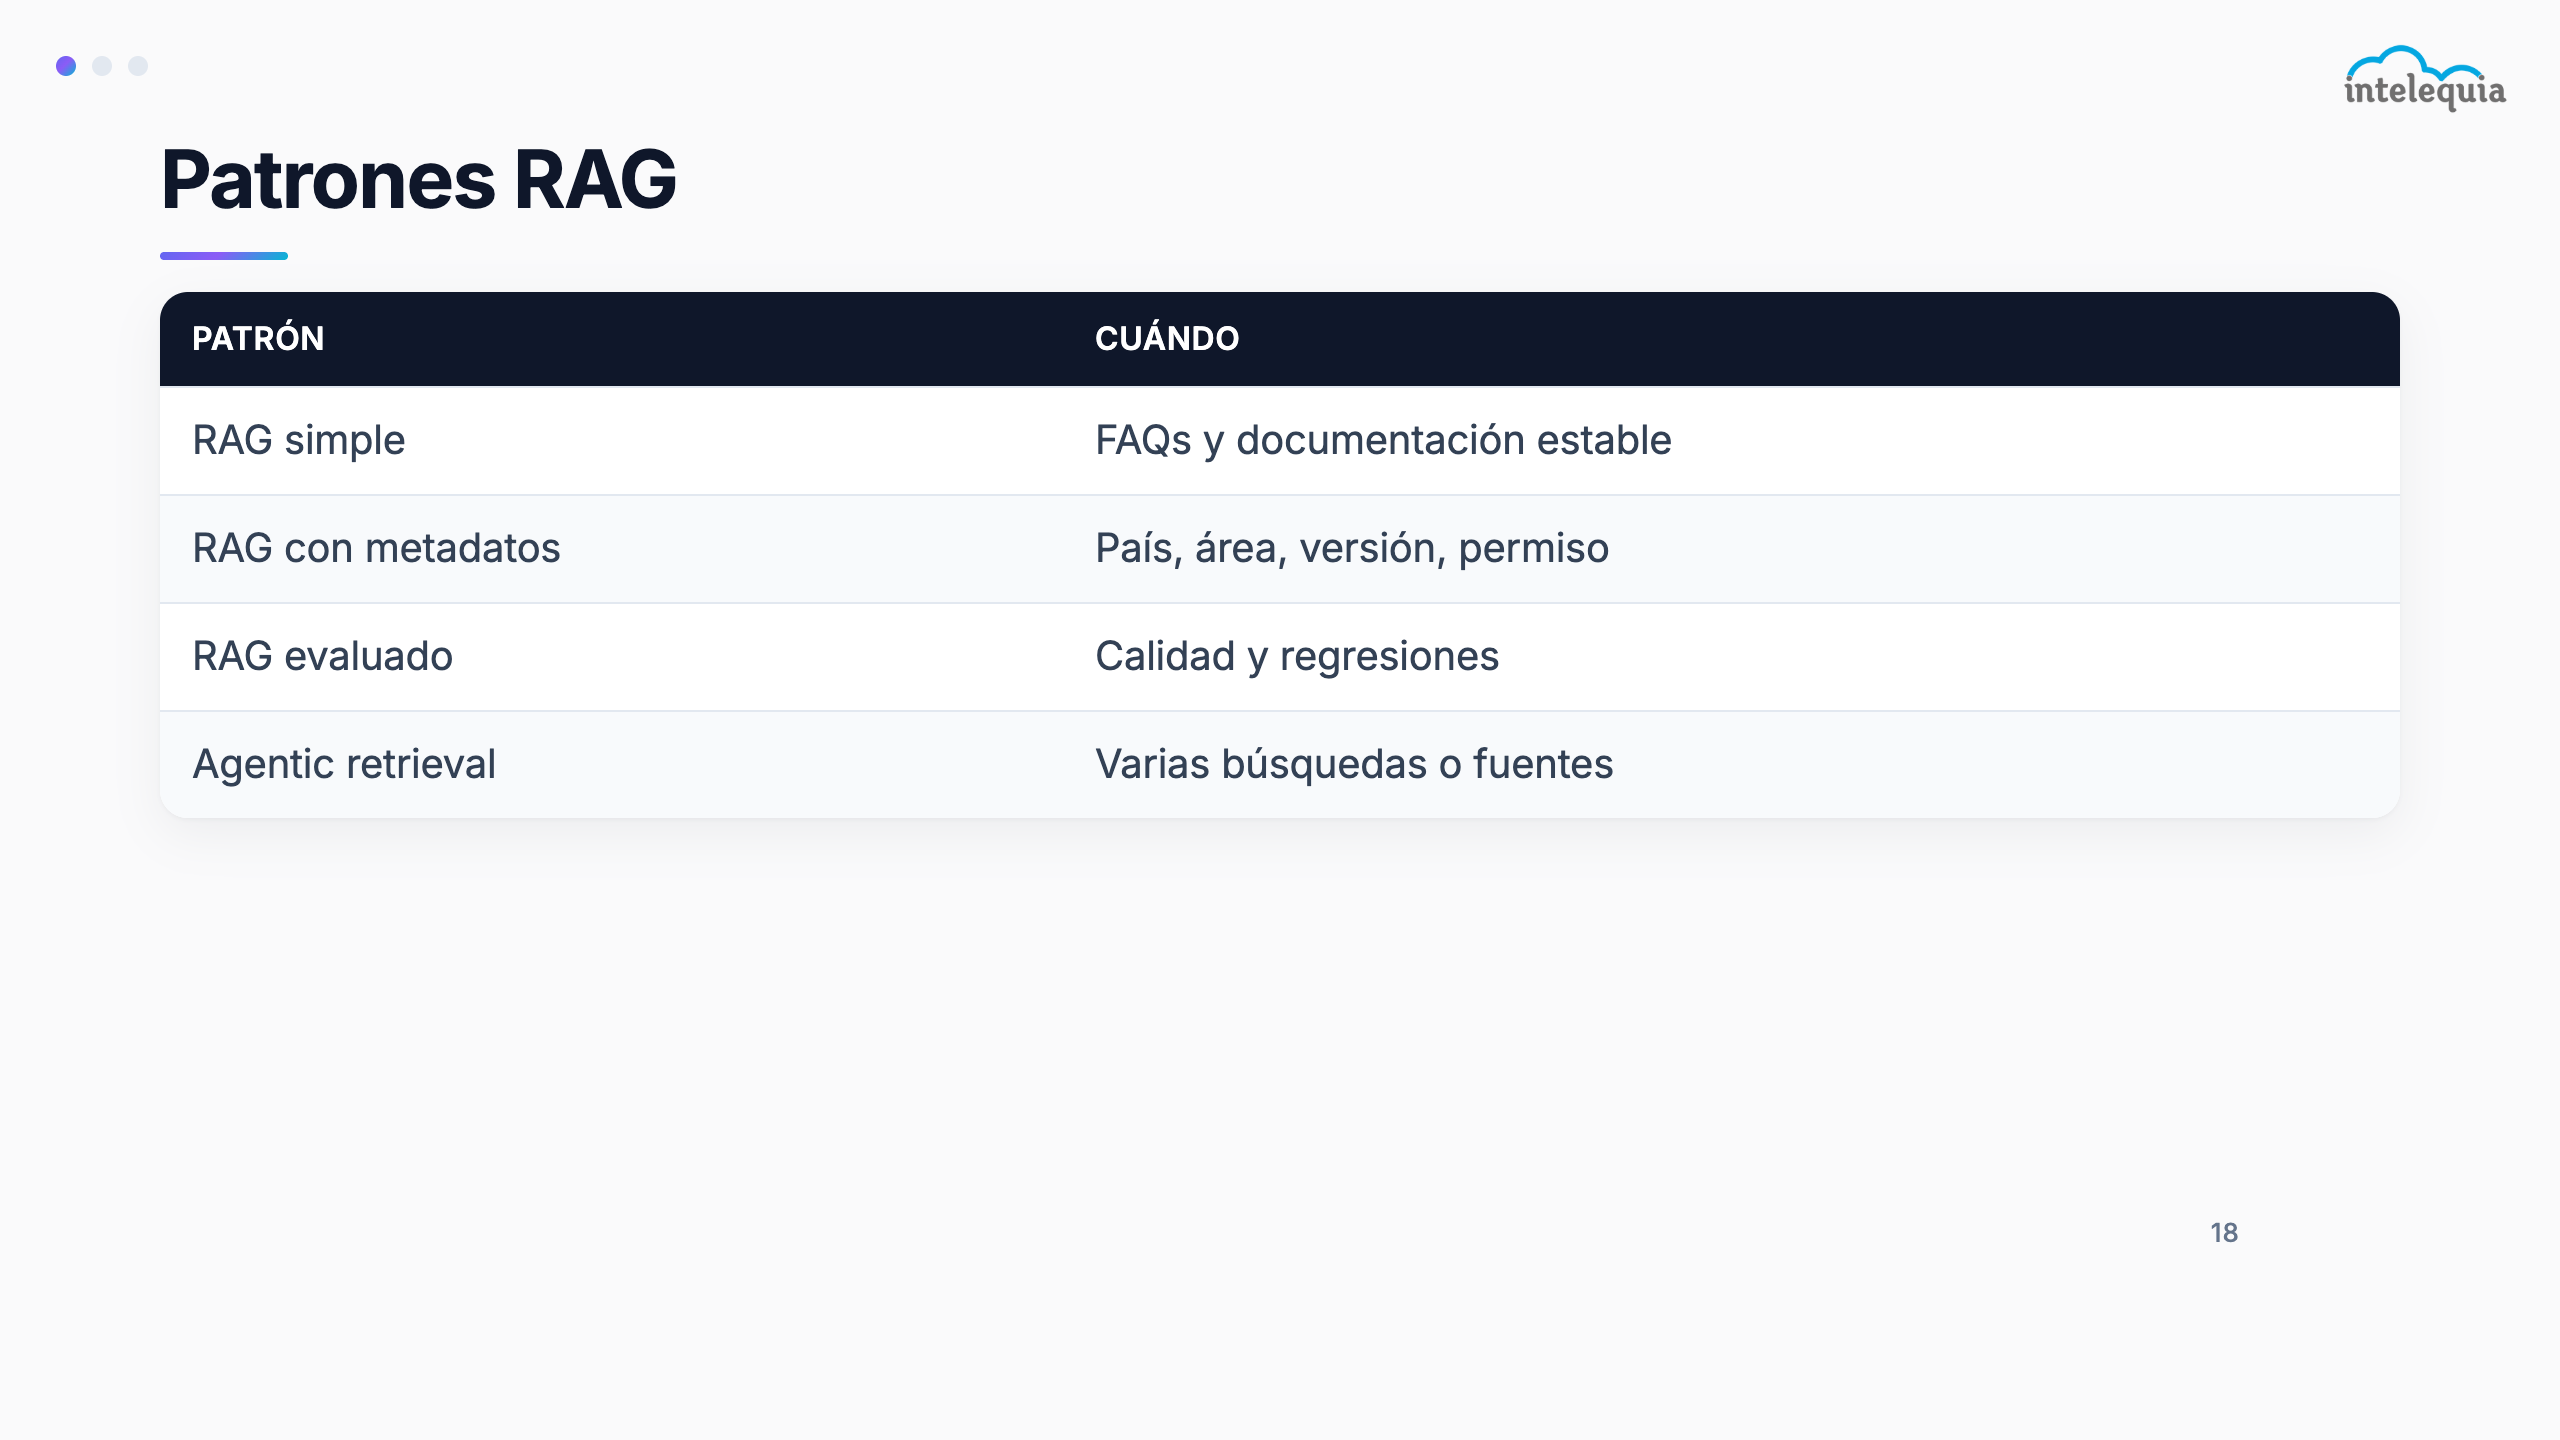 intelequia
Patrones RAG
PATRÓN CUÁNDO
RAG simple FAQs y documentación estable
RAG con metadatos País, área, versión, permiso
RAG evaluado Calidad y regresiones
Agentic retrieval Varias búsquedas o fuentes
18